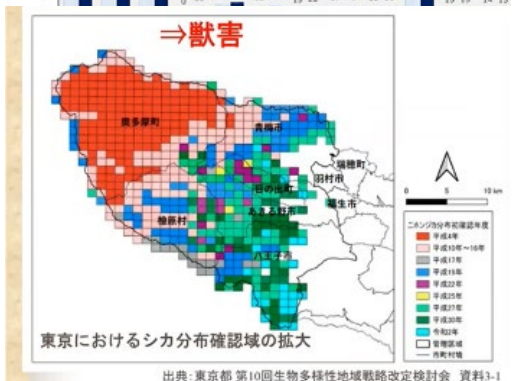 ⇒獣害
奥多摩町
青梅市
瑞穂町
羽村市
日の出町
福生市
あきる野市
檜原村
八王子市
0 5 10 km
ニホンジカ分布初確認年度
平成4年
平成10年～16年
平成17年
平成19年
平成22年
平成25年
平成27年
平成30年
令和2年
管理区域
市町村境
東京におけるシカ分布確認域の拡大
出典:東京都 第10回生物多様性地域戦略改定検討会 資料3-1